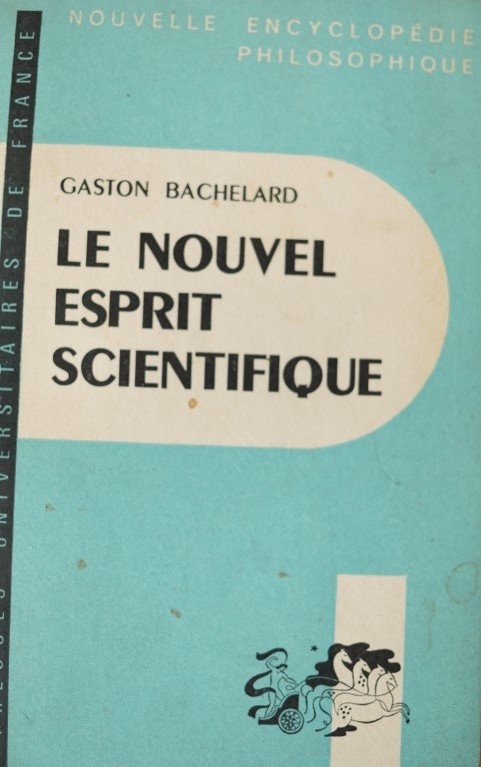 NOUVELLE ENCYCLOPÉDIE
PHILOSOPHIQUE
GASTON BACHELARD
LE NOUVEL
ESPRIT
SCIENTIFIQUE
PRESSES UNIVERSITAIRES DE FRANCE